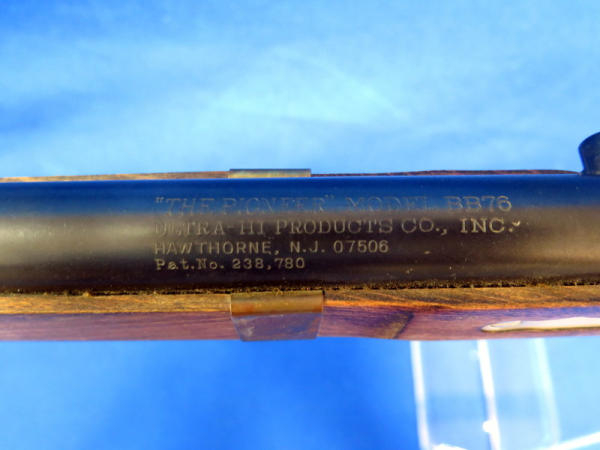 "THE PIONEER" MODEL BB76
ULTRA-HI PRODUCTS CO., INC.
HAWTHORNE, N.J. 07506
Pat. No. 238,780